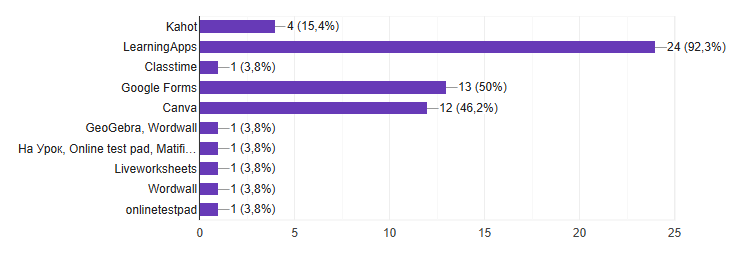 Kahot 4 (15,4%)
LearningApps 24 (92,3%)
Classtime 1 (3,8%)
Google Forms 13 (50%)
Canva 12 (46,2%)
GeoGebra, Wordwall 1 (3,8%)
На Урок, Online test pad, Matifi… 1 (3,8%)
Liveworksheets 1 (3,8%)
Wordwall 1 (3,8%)
onlinetestpad 1 (3,8%)
0 5 10 15 20 25